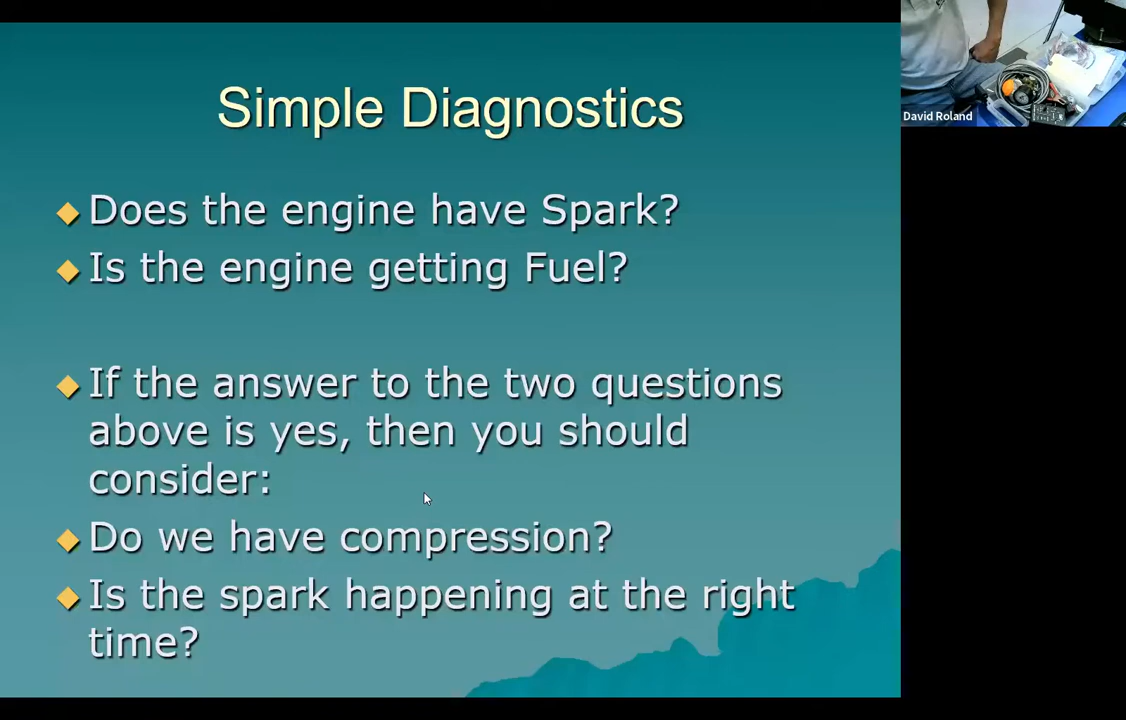 Simple Diagnostics
Does the engine have Spark?
Is the engine getting Fuel?
If the answer to the two questions
above is yes, then you should
consider:
Do we have compression?
Is the spark happening at the right
time?
David Roland